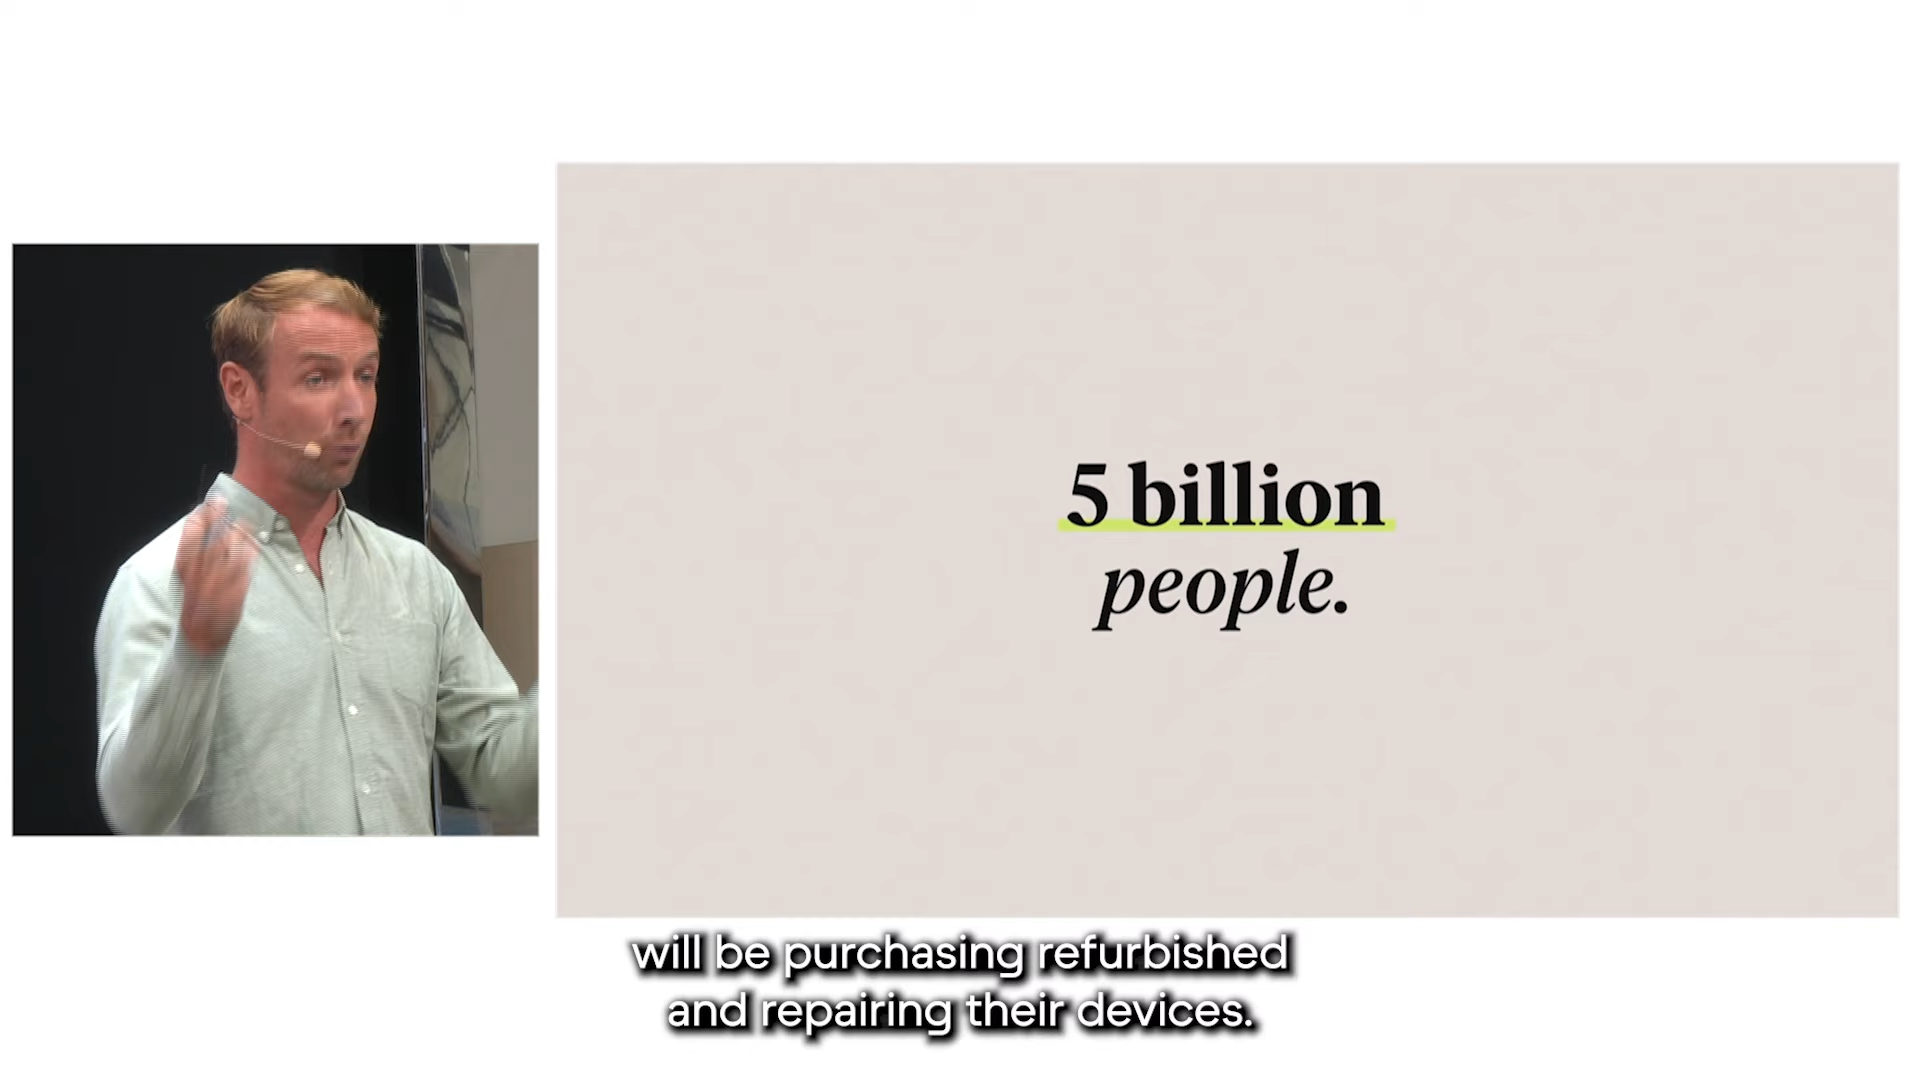 5 billion
people.
will be purchasing refurbished
and repairing their devices.